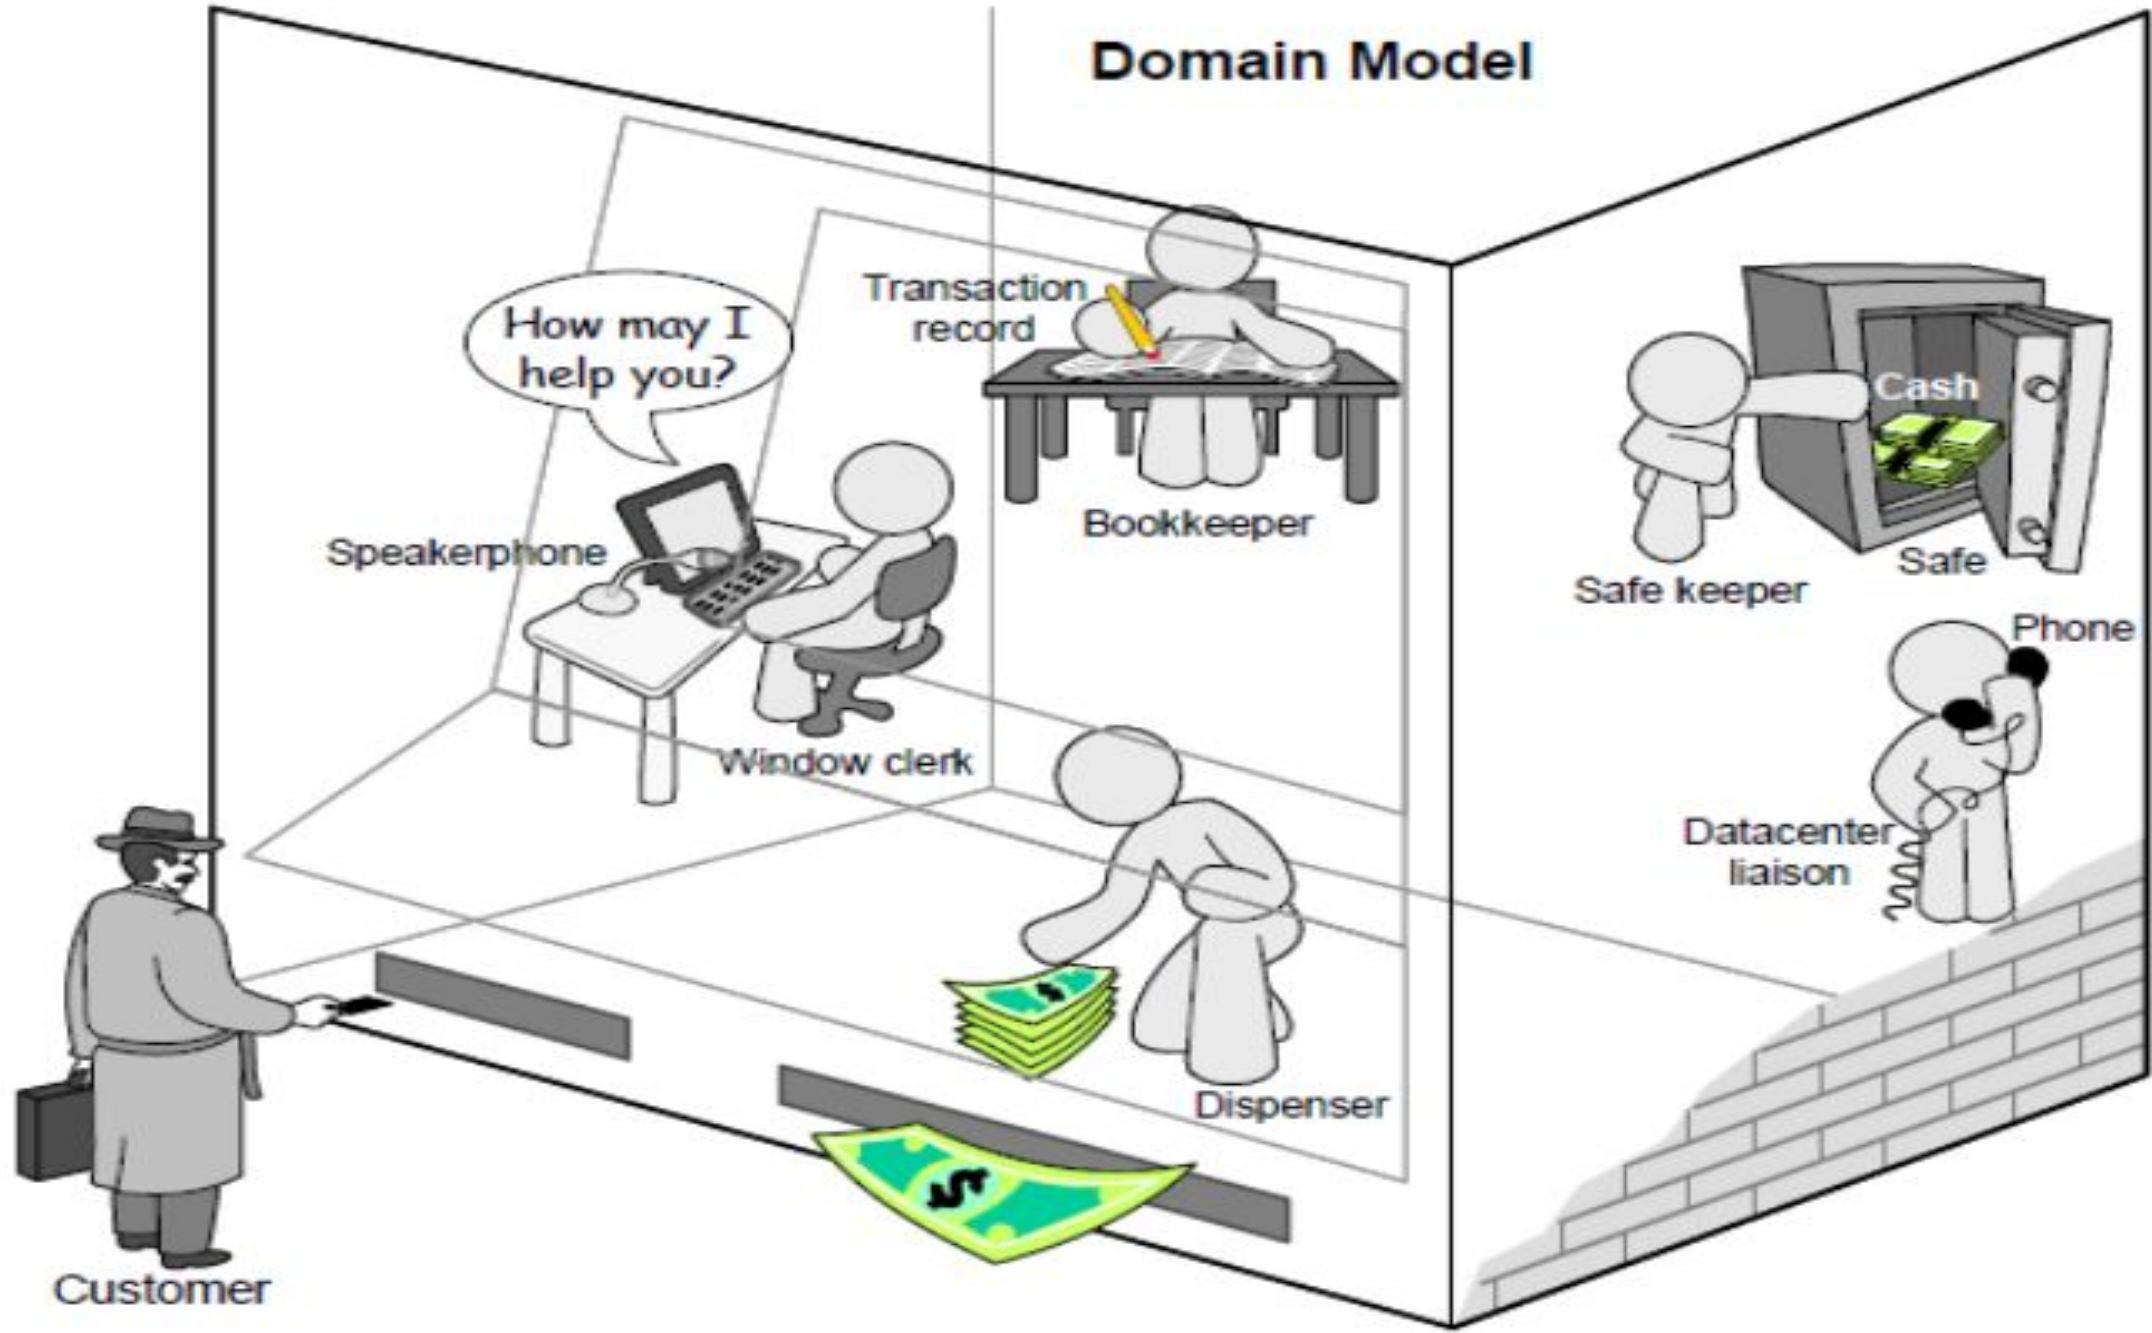 Domain Model
How may I
help you?
Transaction
record
Cash
Speakerphone
Bookkeeper
Safe
Safe keeper
Phone
Window clerk
Datacenter
liaison
$
Dispenser
$
Customer